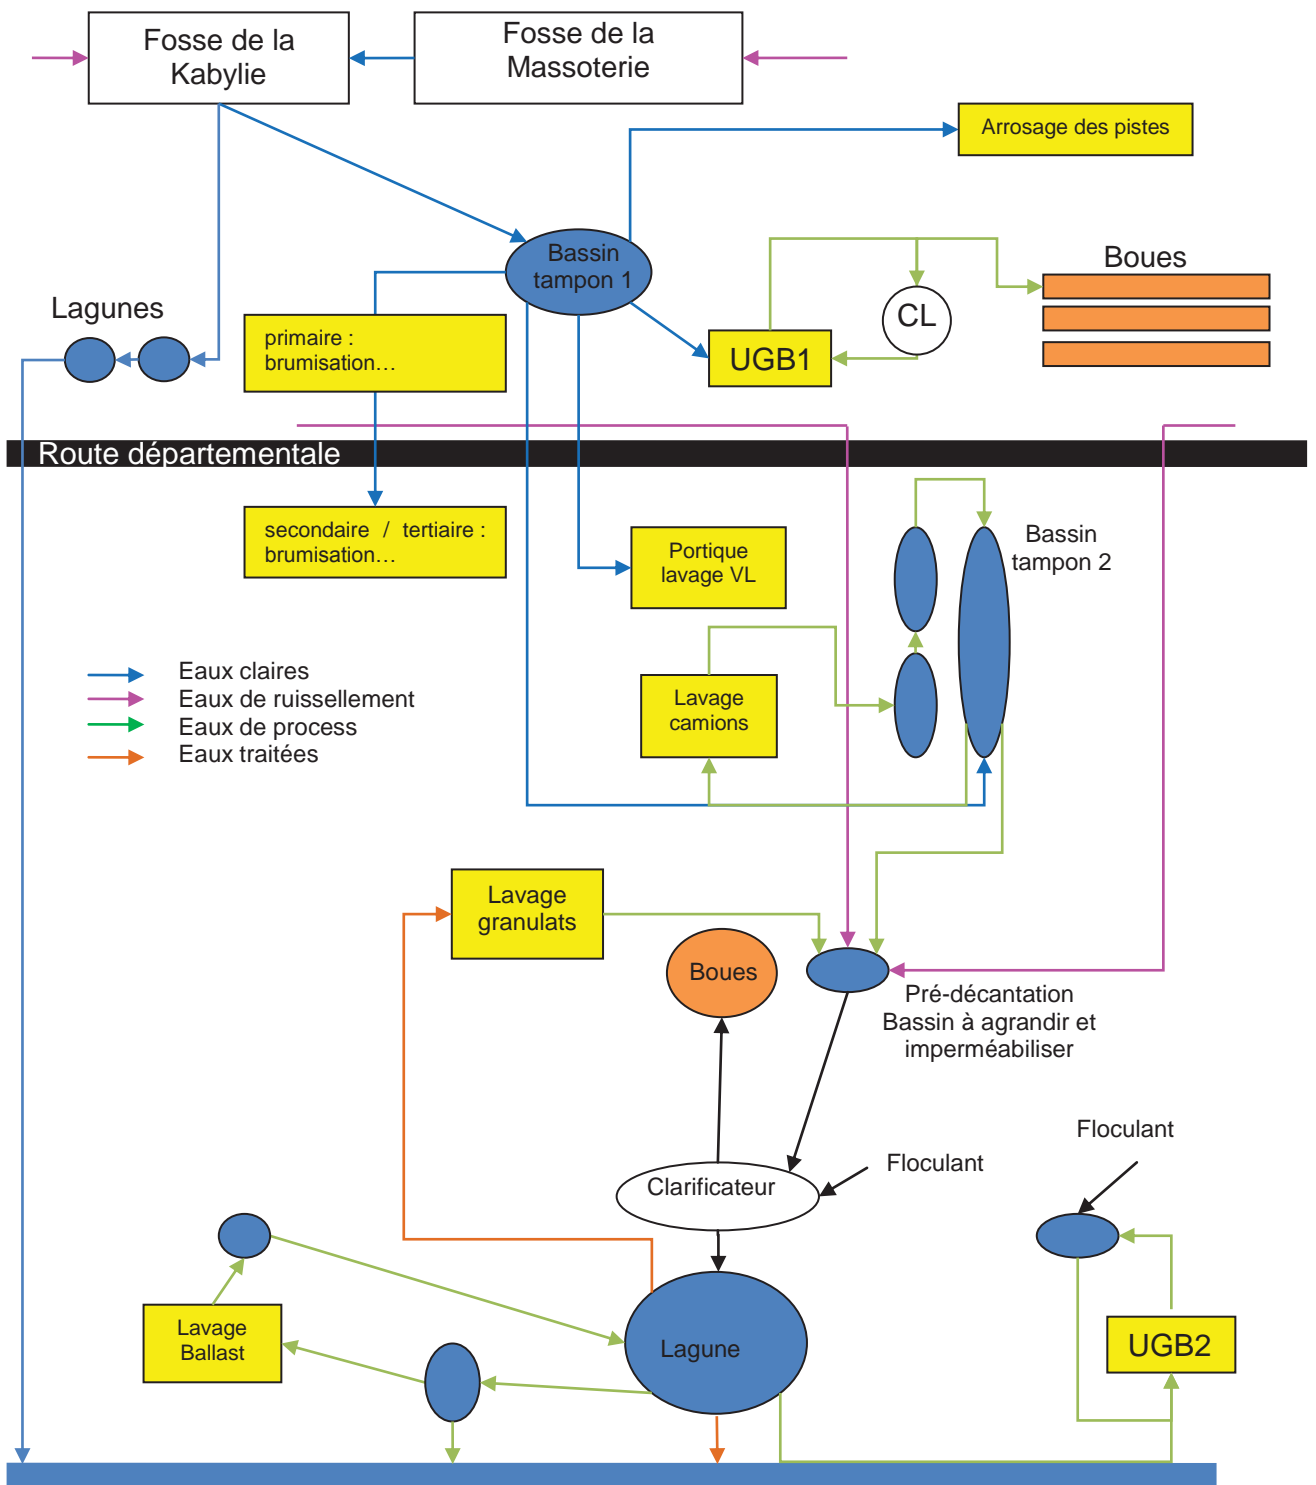 Fosse de la
Kabylie
Fosse de la
Massoterie
Arrosage des pistes
Bassin
tampon 1
Boues
Lagunes
CL
primaire :
brumisation…
UGB1
Route départementale
secondaire / tertiaire :
brumisation…
Portique
lavage VL
Bassin
tampon 2
Eaux claires
Eaux de ruissellement
Eaux de process
Eaux traitées
Lavage
camions
Lavage
granulats
Boues
Pré-décantation
Bassin à agrandir et
imperméabiliser
Floculant
Floculant
Clarificateur
Lavage
Ballast
Lagune
UGB2